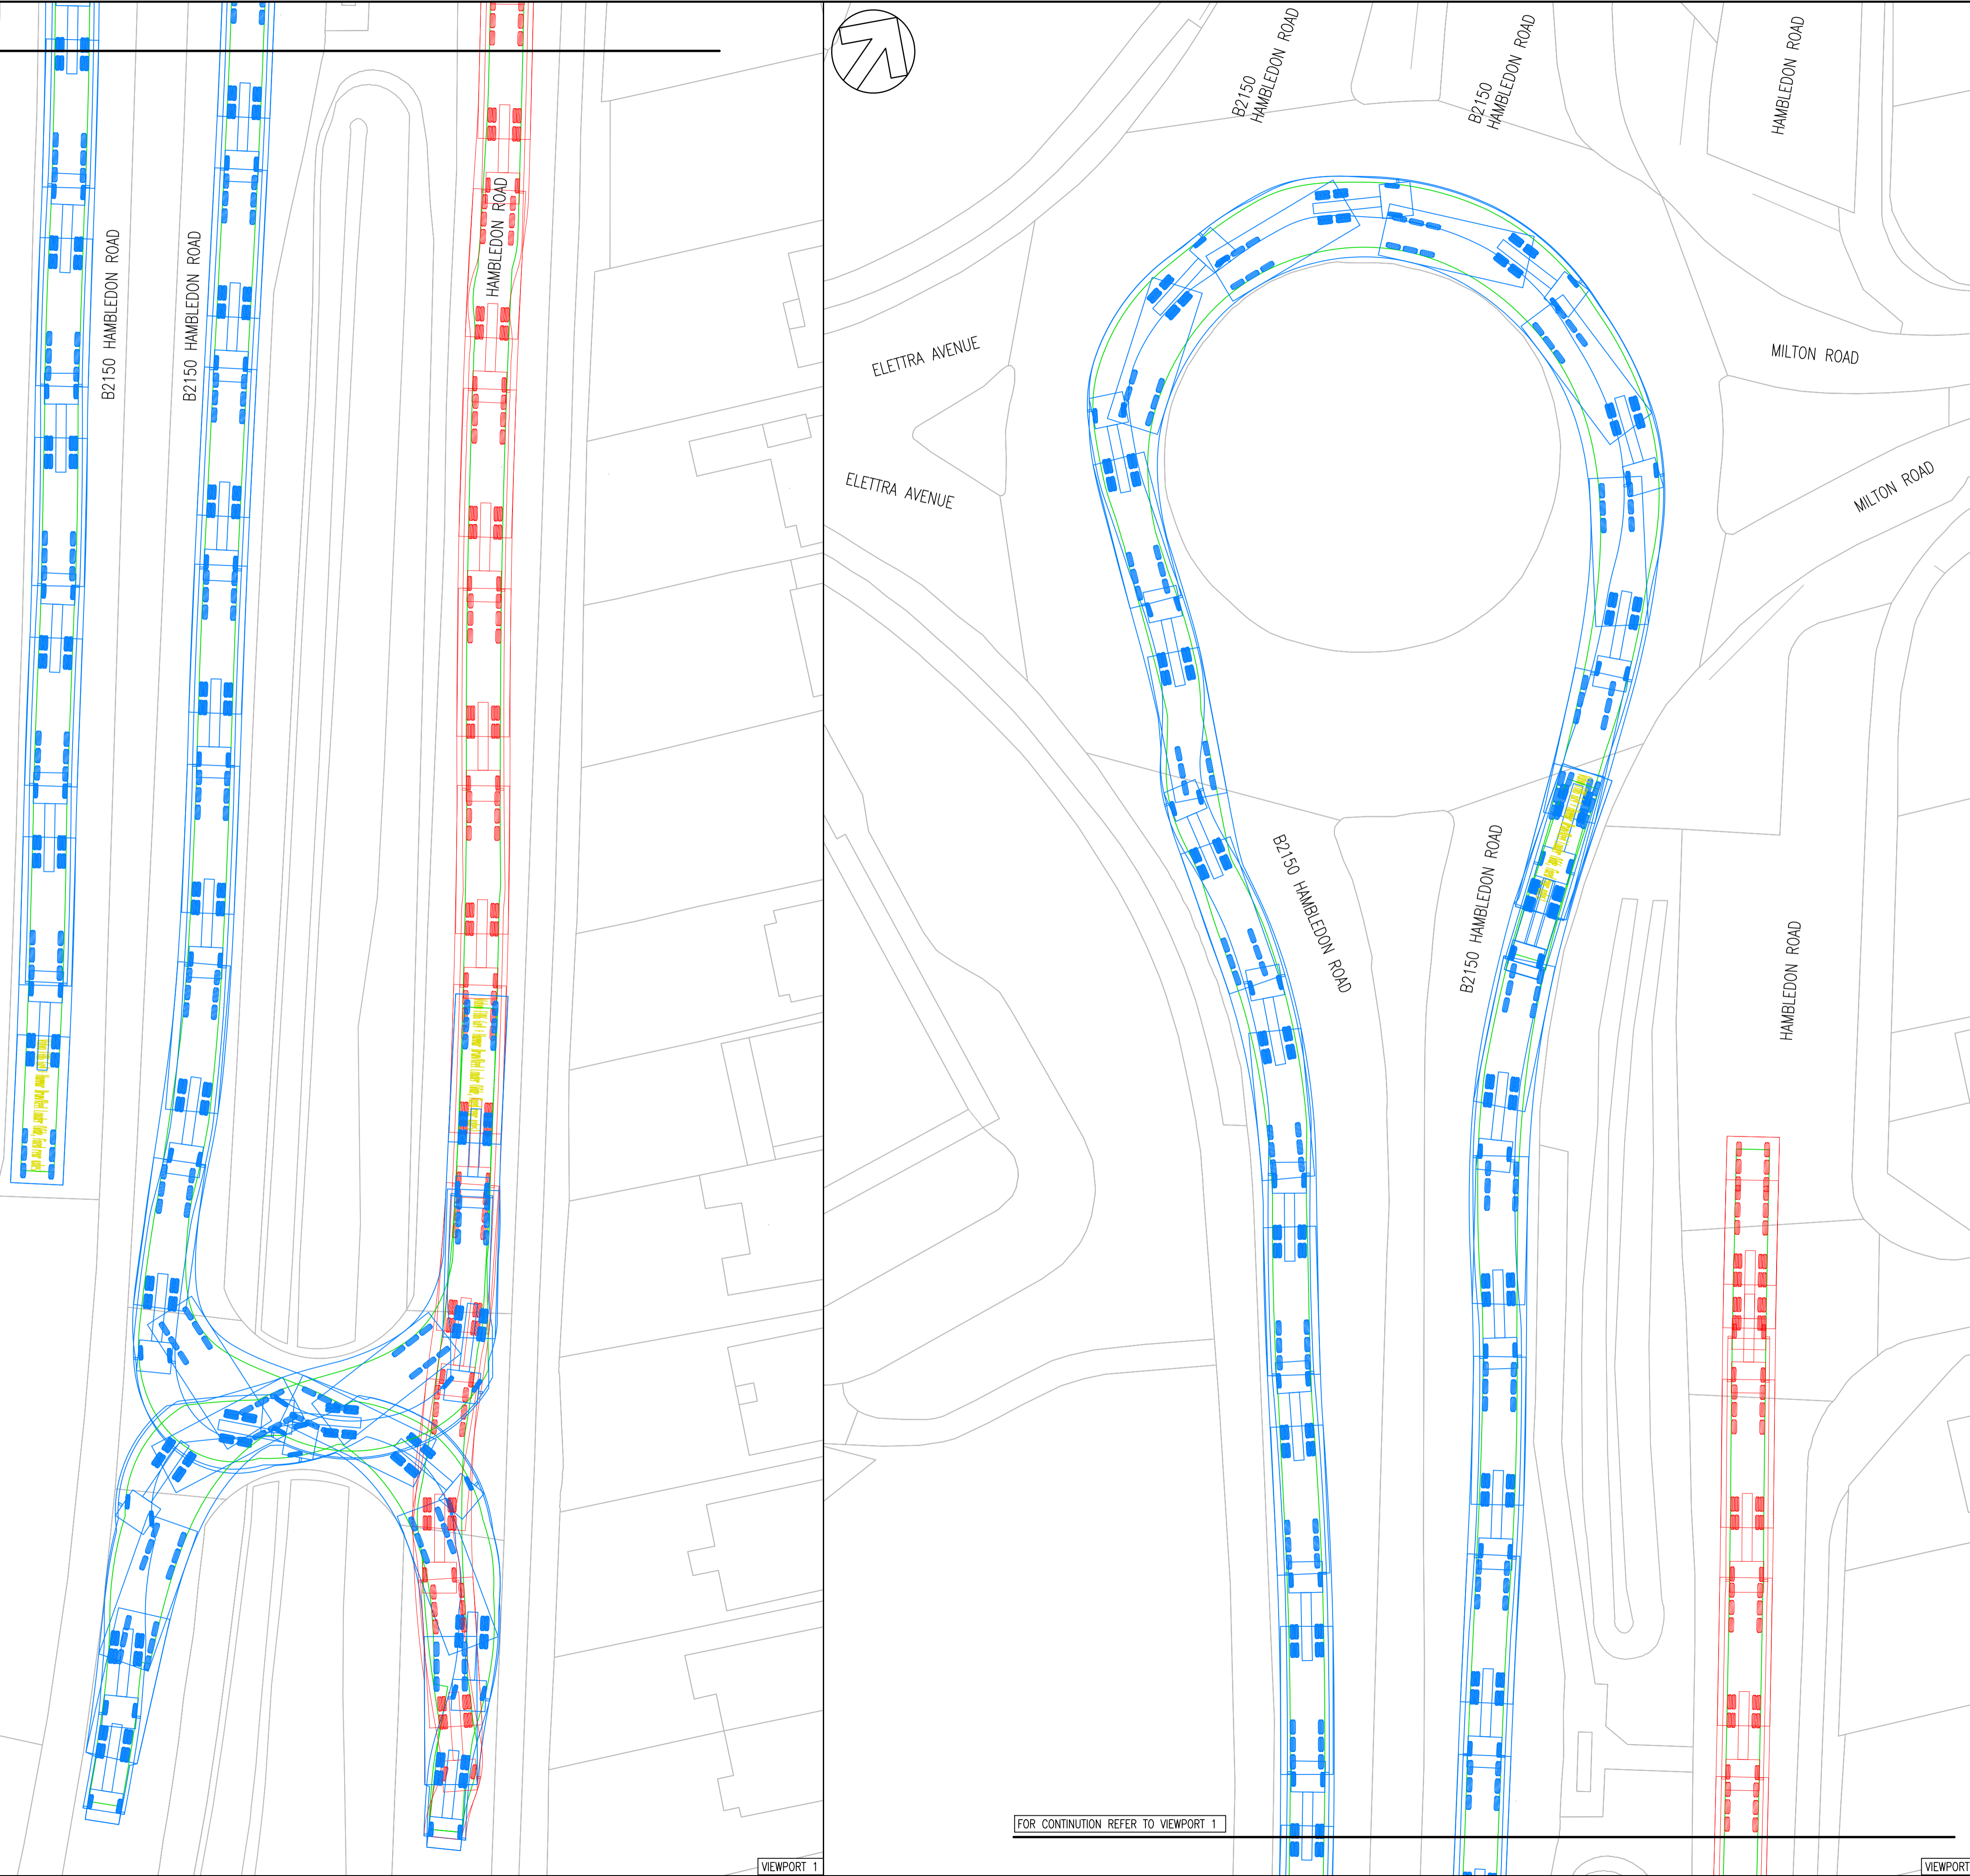 B2150 HAMBLEDON ROAD
B2150 HAMBLEDON ROAD
HAMBLEDON ROAD
VIEWPORT 1
B2150
HAMBLEDON ROAD
B2150
HAMBLEDON ROAD
HAMBLEDON ROAD
ELETTRA AVENUE
MILTON ROAD
ELETTRA AVENUE
MILTON ROAD
B2150 HAMBLEDON ROAD
B2150 HAMBLEDON ROAD
HAMBLEDON ROAD
FOR CONTINUTION REFER TO VIEWPORT 1
VIEWPORT